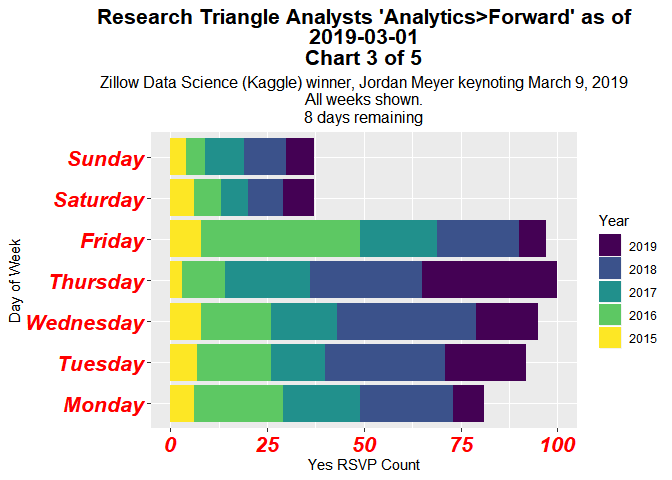 Research Triangle Analysts 'Analytics>Forward' as of
2019-03-01
Chart 3 of 5
Zillow Data Science (Kaggle) winner, Jordan Meyer keynoting March 9, 2019
All weeks shown.
8 days remaining
Day of Week
Sunday
Saturday
Friday
Thursday
Wednesday
Tuesday
Monday
0 25 50 75 100
Yes RSVP Count
Year
2019
2018
2017
2016
2015